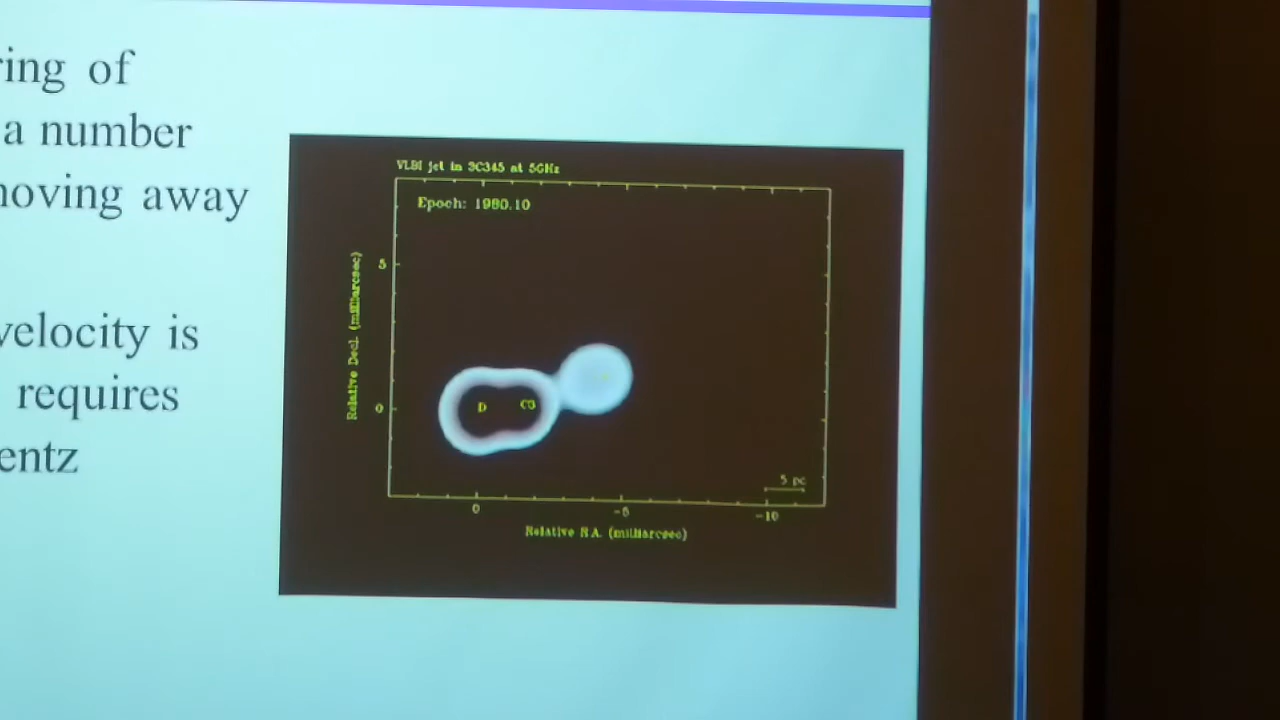 ring of
a number
moving away
velocity is
requires
entz
VLBI jet in 3C345 at 5GHz
Epoch: 1980.10
Relative Decl. (milliarcsec)
5
0
D C3
5 pc
0 -5 -10
Relative R.A. (milliarcsec)